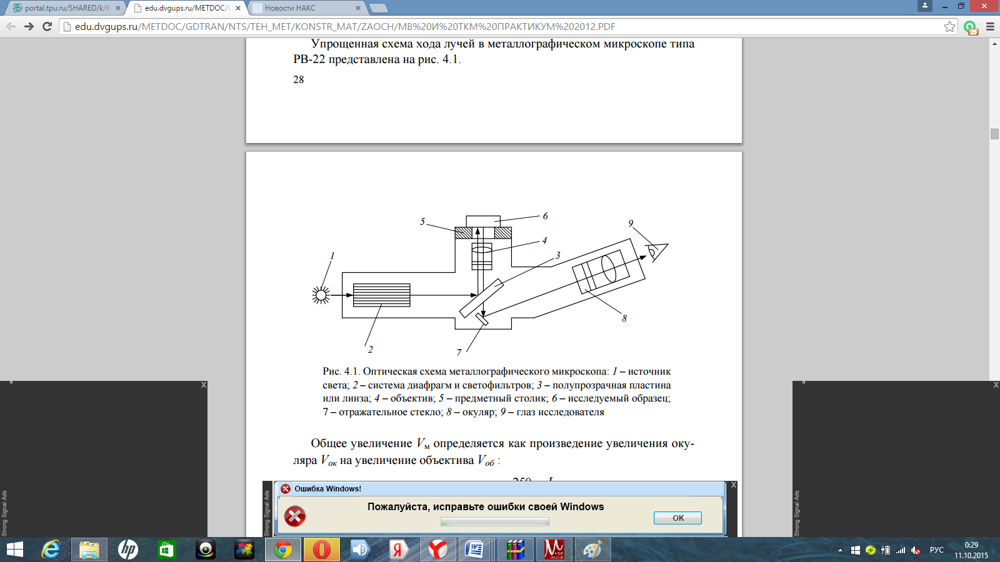 portal.tpu.ru/SHARED/k/K
edu.dvgups.ru/METDOC/G
Новости НАКС
edu.dvgups.ru/METDOC/GDTRAN/NTS/TEH_MET/KONSTR_MAT/ZAOCH/МВ%20И%20ТКМ%20ПРАКТИКУМ%202012.PDF
25
Упрощенная схема хода лучей в металлографическом микроскопе типа
РВ-22 представлена на рис. 4.1.
28
6
5
9
4
1
3
8
2
7
Рис. 4.1. Оптическая схема металлографического микроскопа: 1 – источник
света; 2 – система диафрагм и светофильтров; 3 – полупрозрачная пластина
или линза; 4 – объектив; 5 – предметный столик; 6 – исследуемый образец;
7 – отражательное стекло; 8 – окуляр; 9 – глаз исследователя
Общее увеличение Vм определяется как произведение увеличения оку-
ляра Vок на увеличение объектива Vоб :
X
X
X
Strong Signal Ads
Strong Signal Ads
Strong Signal Ads
Ошибка Windows!
Пожалуйста, исправьте ошибки своей Windows
OK
hp
Я
W
PDF
MASTER
РУС
0:29
11.10.2015